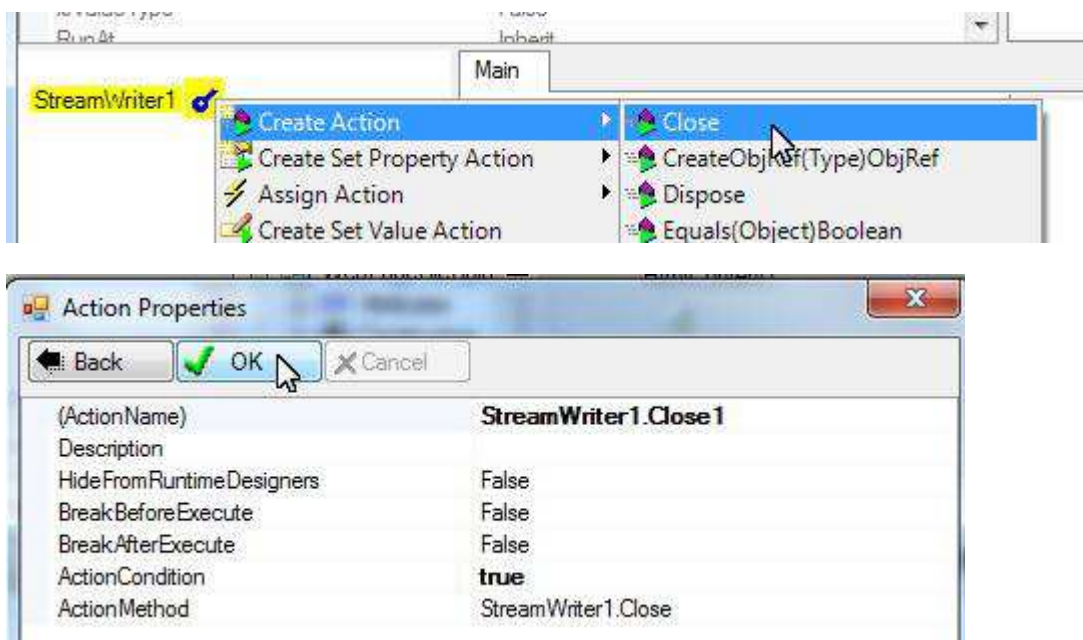 RunAt Inherit
Main
StreamWriter1
Create Action Close
Create Set Property Action CreateObjRef(Type)ObjRef
Assign Action Dispose
Create Set Value Action Equals(Object)Boolean
Action Properties
Back OK Cancel
(ActionName) StreamWriter1.Close1
Description
HideFromRuntimeDesigners False
BreakBeforeExecute False
BreakAfterExecute False
ActionCondition true
ActionMethod StreamWriter1.Close